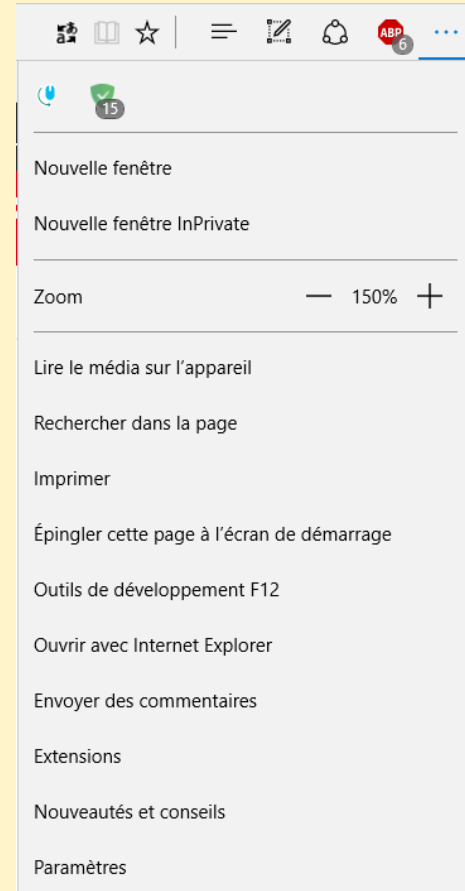 ABP
6
15
Nouvelle fenêtre
Nouvelle fenêtre InPrivate
Zoom — 150% +
Lire le média sur l'appareil
Rechercher dans la page
Imprimer
Épingler cette page à l'écran de démarrage
Outils de développement F12
Ouvrir avec Internet Explorer
Envoyer des commentaires
Extensions
Nouveautés et conseils
Paramètres